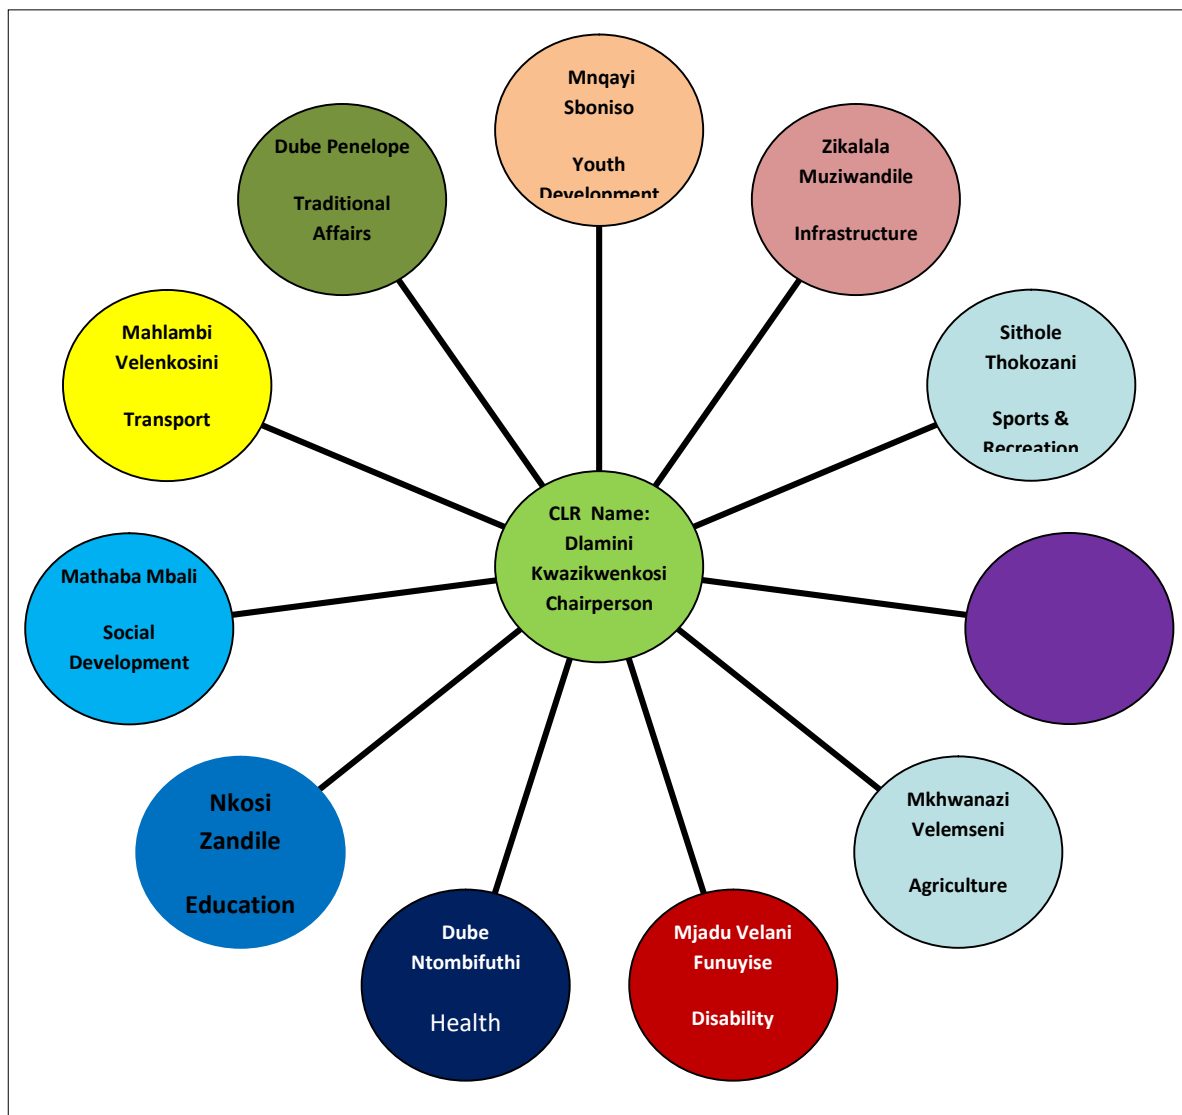 Mnqayi
Sboniso
Youth
Development
Zikalala
Muziwandile
Infrastructure
Sithole
Thokozani
Sports &
Recreation
Mkhwanazi
Velemseni
Agriculture
Mjadu Velani
Funuyise
Disability
Dube
Ntombifuthi
Health
Nkosi
Zandile
Education
Mathaba Mbali
Social
Development
Mahlambi
Velenkosini
Transport
Dube Penelope
Traditional
Affairs
CLR  Name:
Dlamini
Kwazikwenkosi
Chairperson